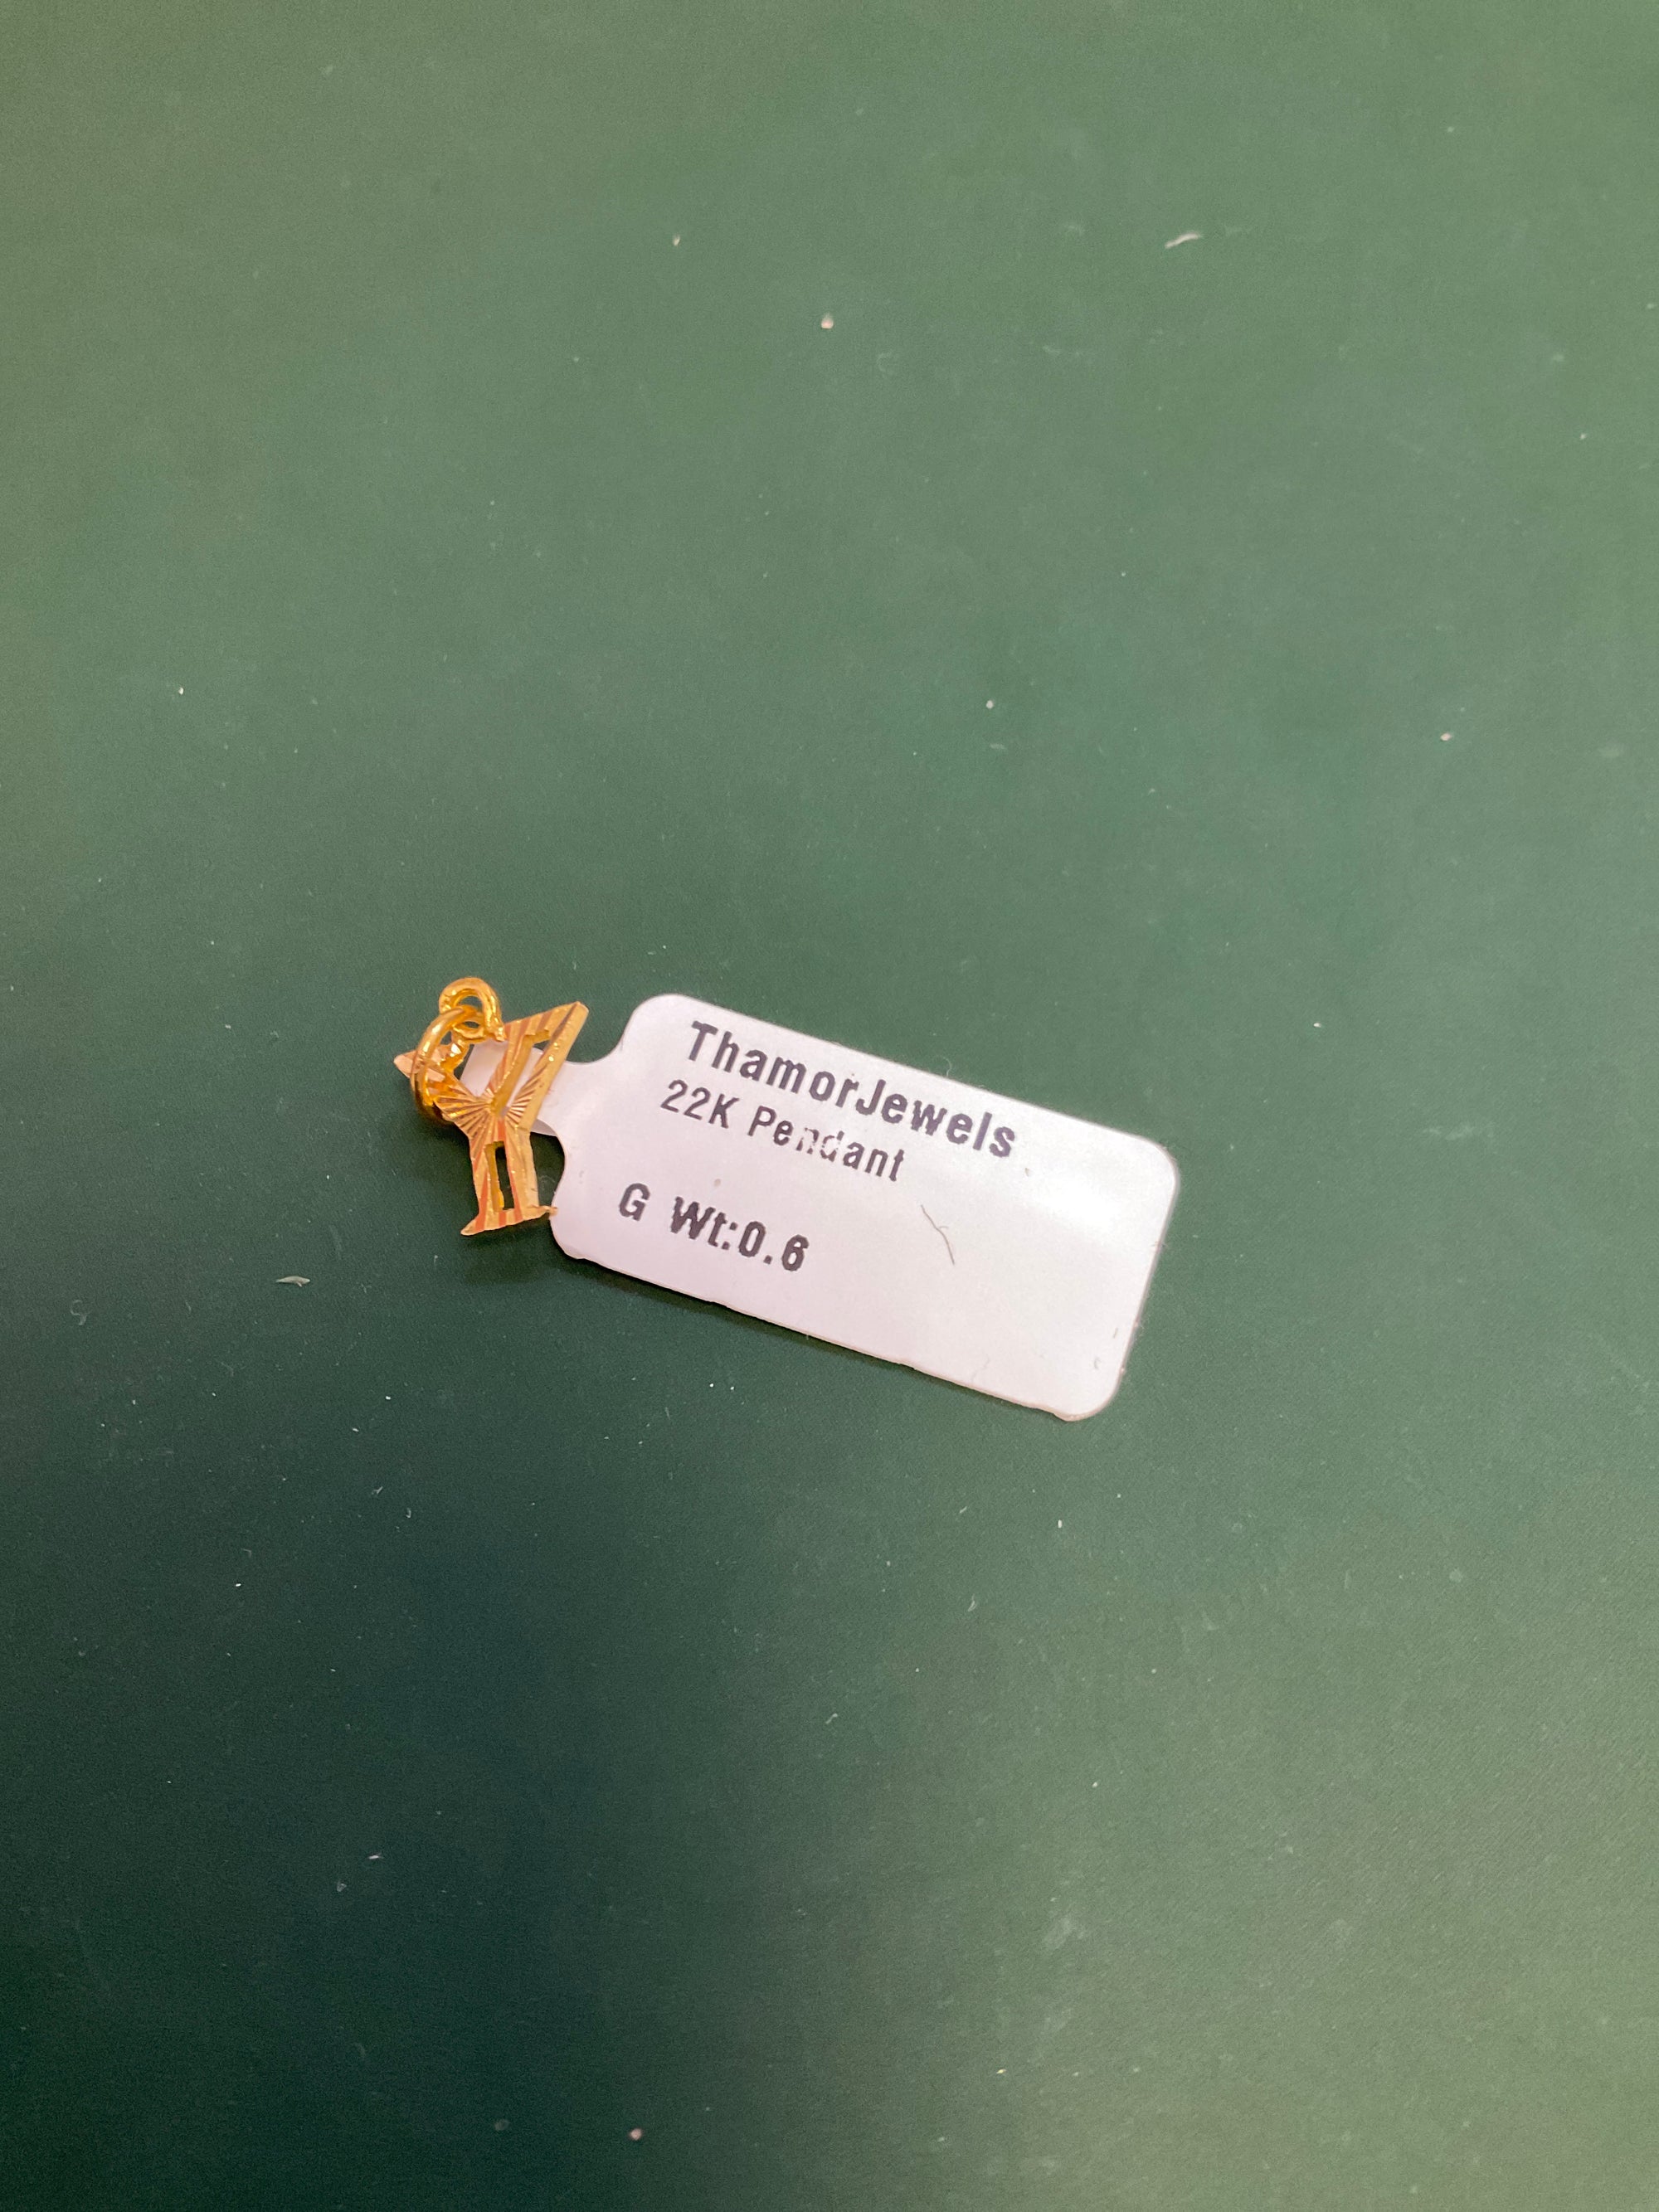 ThamorJewels
22K Pendant
G Wt:0.6